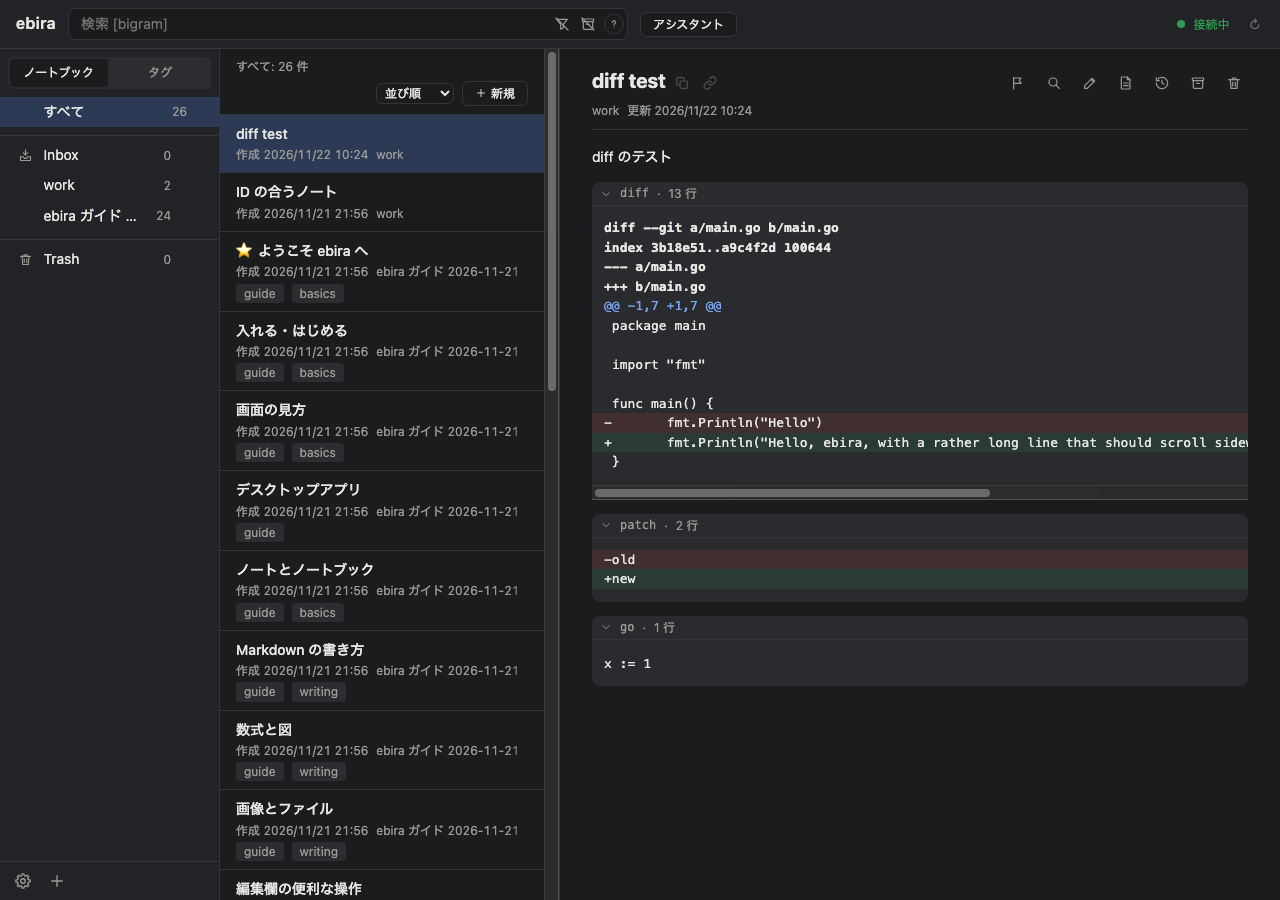 ebira
検索 [bigram]
?
アシスタント
接続中
ノートブック
タグ
すべて 26
Inbox 0
work 2
ebira ガイド ... 24
Trash 0
すべて: 26 件
並び順
+ 新規
diff test
作成 2026/11/22 10:24 work
ID の合うノート
作成 2026/11/21 21:56 work
⭐ ようこそ ebira へ
作成 2026/11/21 21:56 ebira ガイド 2026-11-21
guide basics
入れる・はじめる
作成 2026/11/21 21:56 ebira ガイド 2026-11-21
guide basics
画面の見方
作成 2026/11/21 21:56 ebira ガイド 2026-11-21
guide basics
デスクトップアプリ
作成 2026/11/21 21:56 ebira ガイド 2026-11-21
guide
ノートとノートブック
作成 2026/11/21 21:56 ebira ガイド 2026-11-21
guide basics
Markdown の書き方
作成 2026/11/21 21:56 ebira ガイド 2026-11-21
guide writing
数式と図
作成 2026/11/21 21:56 ebira ガイド 2026-11-21
guide writing
画像とファイル
作成 2026/11/21 21:56 ebira ガイド 2026-11-21
guide writing
編集欄の便利な操作
diff test
work 更新 2026/11/22 10:24
diff のテスト
diff · 13 行
diff --git a/main.go b/main.go
index 3b18e51..a9c4f2d 100644
--- a/main.go
+++ b/main.go
@@ -1,7 +1,7 @@
package main
import "fmt"
func main() {
- fmt.Println("Hello")
+ fmt.Println("Hello, ebira, with a rather long line that should scroll
}
patch · 2 行
-old
+new
go · 1 行
x := 1